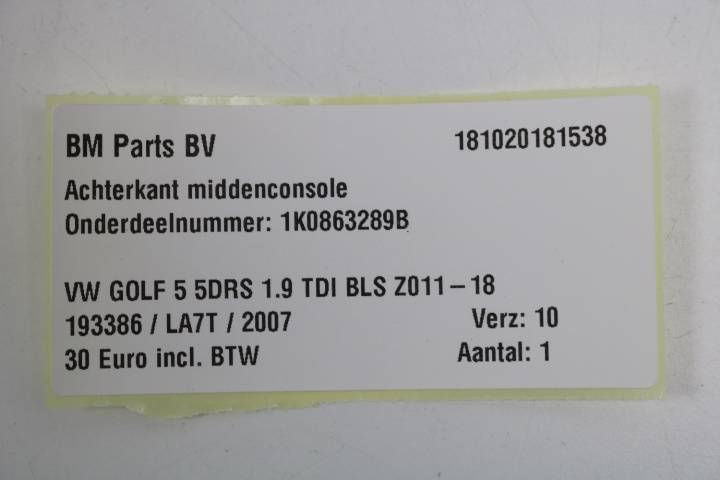 BM Parts BV 181020181538
Achterkant middenconsole
Onderdeelnummer: 1K0863289B
VW GOLF 5 5DRS 1.9 TDI BLS Z011-18
193386 / LA7T / 2007 Verz: 10
30 Euro incl. BTW Aantal: 1